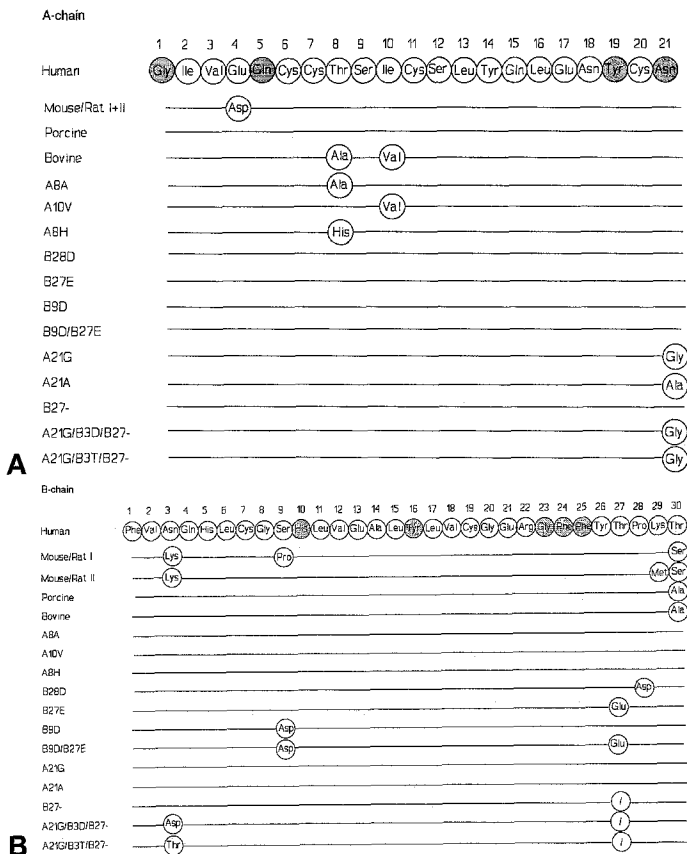 A-chain
1 2 3 4 5 6 7 8 9 10 11 12 13 14 15 16 17 18 19 20 21
Human Gly Ile Val Glu Gln Cys Cys Thr Ser Ile Cys Ser Leu Tyr Gln Leu Glu Asn Tyr Cys Asn
Mouse/Rat I+II Asp
Porcine
Bovine Ala Val
A8A Ala
A10V Val
A8H His
B28D
B27E
B9D
B9D/B27E
A21G Gly
A21A Ala
B27-
A21G/B3D/B27- Gly
A21G/B3T/B27- Gly
A
B-chain
1 2 3 4 5 6 7 8 9 10 11 12 13 14 15 16 17 18 19 20 21 22 23 24 25 26 27 28 29 30
Human Phe Val Asn Gln His Leu Cys Gly Ser His Leu Val Glu Ala Leu Tyr Leu Val Cys Gly Glu Arg Gly Phe Phe Tyr Thr Pro Lys Thr
Mouse/Rat I Lys Pro Ser
Mouse/Rat II Lys Met Ser
Porcine Ala
Bovine Ala
A8A
A10V
A8H
B28D Asp
B27E Glu
B9D Asp
B9D/B27E Asp Glu
A21G
A21A
B27- /
A21G/B3D/B27- Asp /
A21G/B3T/B27- Thr /
B